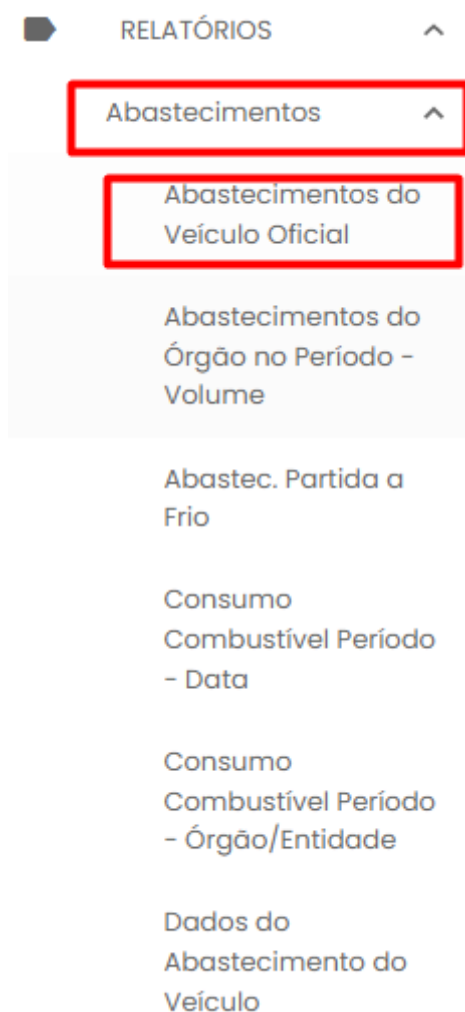 RELATÓRIOS
Abastecimentos
Abastecimentos do
Veículo Oficial
Abastecimentos do
Órgão no Período -
Volume
Abastec. Partida a
Frio
Consumo
Combustível Período
- Data
Consumo
Combustível Período
- Órgão/Entidade
Dados do
Abastecimento do
Veículo